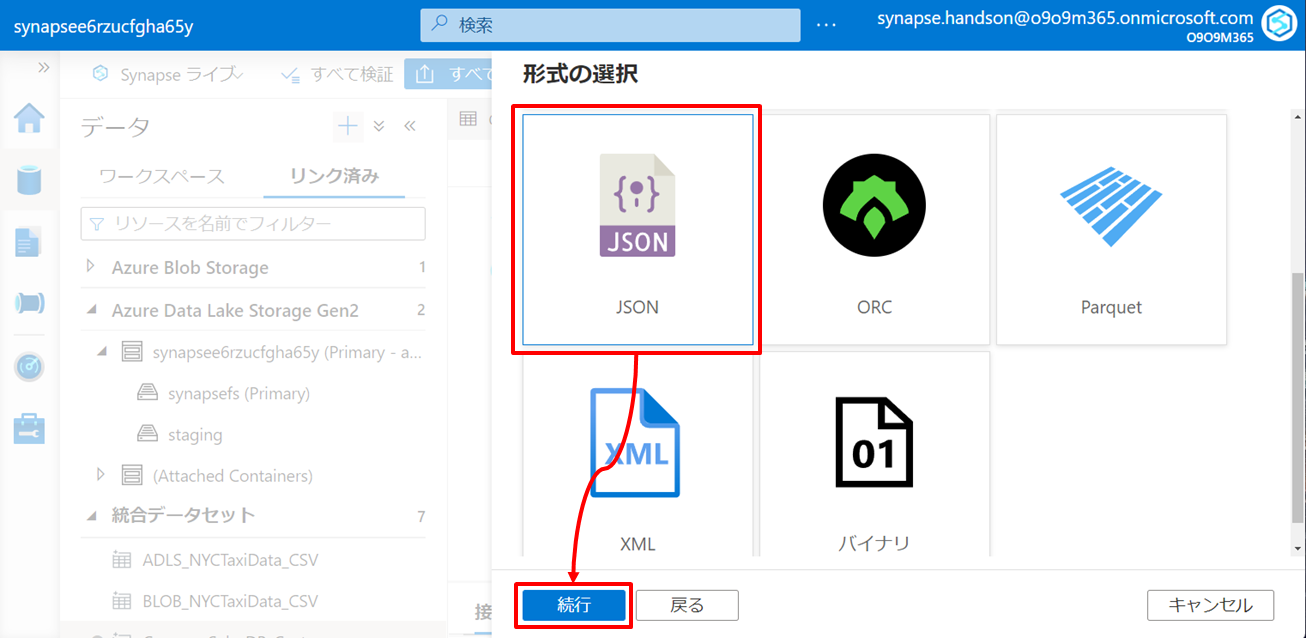 synapsee6rzucfgha65y
検索
synapse.handson@o9o9m365.onmicrosoft.com
O9O9M365
Synapse ライブ
すべて検証
すべて
形式の選択
データ
ワークスペース
リンク済み
リソースを名前でフィルター
Azure Blob Storage 1
Azure Data Lake Storage Gen2 2
synapsee6rzucfgha65y (Primary - a...
synapsefs (Primary)
staging
(Attached Containers)
統合データセット 7
ADLS_NYCTaxiData_CSV
BLOB_NYCTaxiData_CSV
接
JSON
JSON
ORC
Parquet
XML
XML
01
バイナリ
続行
戻る
キャンセル